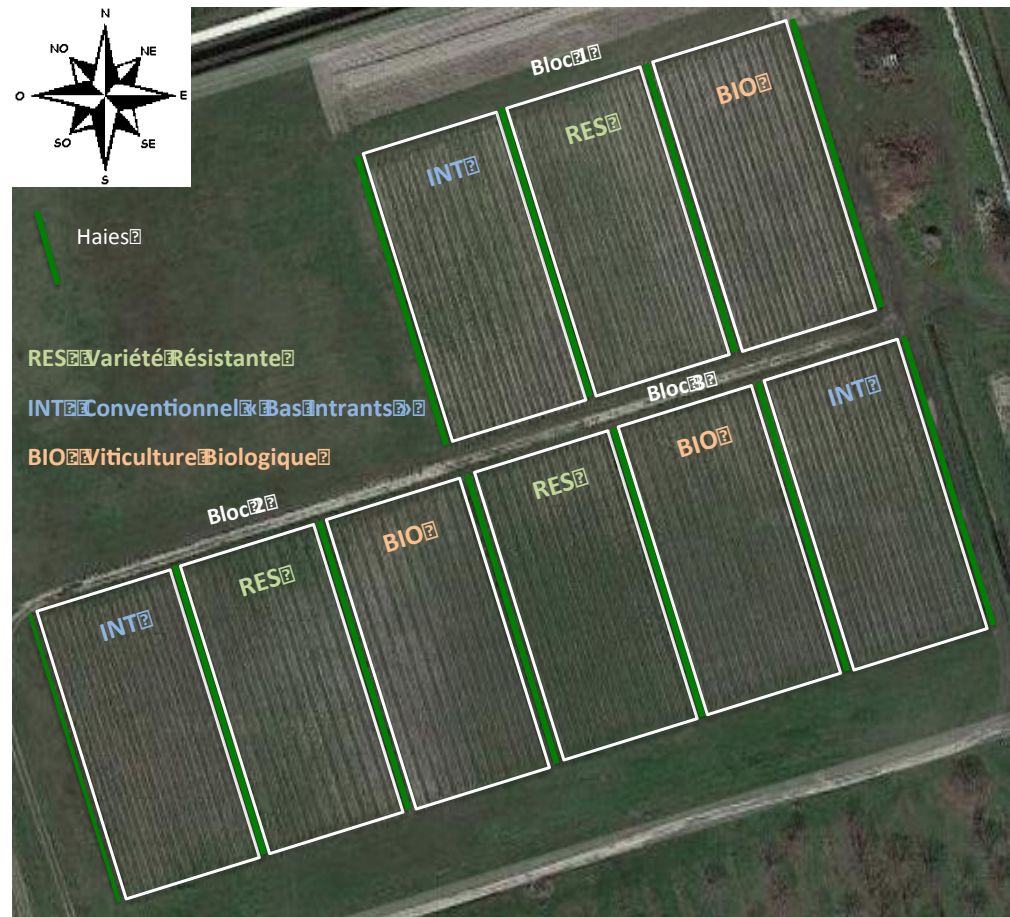 N
NO
NE
O
E
SO
SE
S
Haies
RES Variété Résistante
INT Conventionnel « Bas Intrants »
BIO Viticulture Biologique
Bloc 1
INT
RES
BIO
Bloc 2
INT
RES
BIO
Bloc 3
RES
BIO
INT